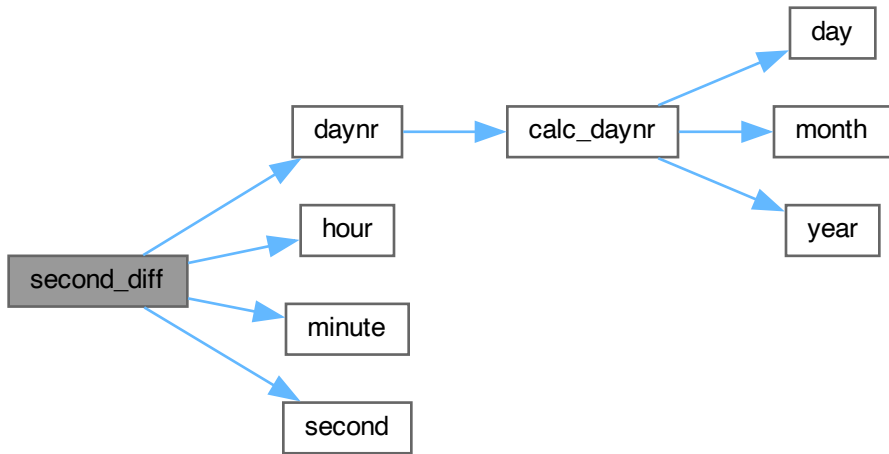 second_diff
daynr
hour
minute
second
calc_daynr
day
month
year